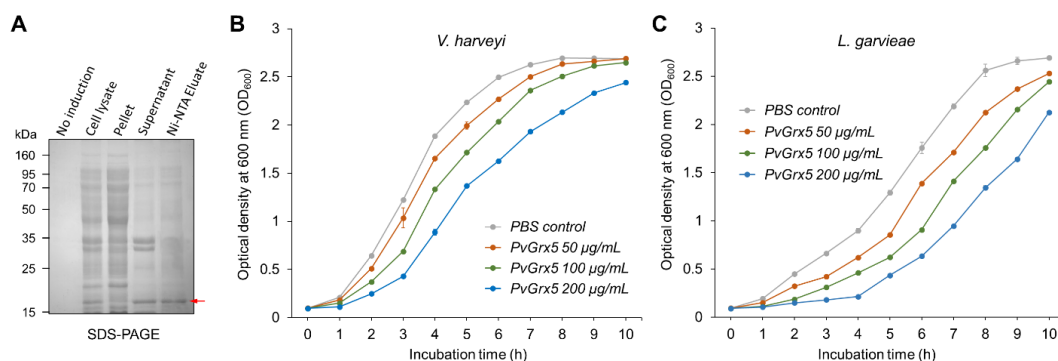 A
No induction
Cell lysate
Pellet
Supernatant
Ni-NTA Eluate
kDa
160
95
70
50
35
25
15
SDS-PAGE
B
V. harveyi
Optical density at 600 nm (OD600)
3
2.5
2
1.5
1
0.5
0
PBS control
PvGrx5 50 µg/mL
PvGrx5 100 µg/mL
PvGrx5 200 µg/mL
0 1 2 3 4 5 6 7 8 9 10
Incubation time (h)
C
L. garvieae
Optical density at 600 nm (OD600)
3
2.5
2
1.5
1
0.5
0
PBS control
PvGrx5 50 µg/mL
PvGrx5 100 µg/mL
PvGrx5 200 µg/mL
0 1 2 3 4 5 6 7 8 9 10
Incubation time (h)